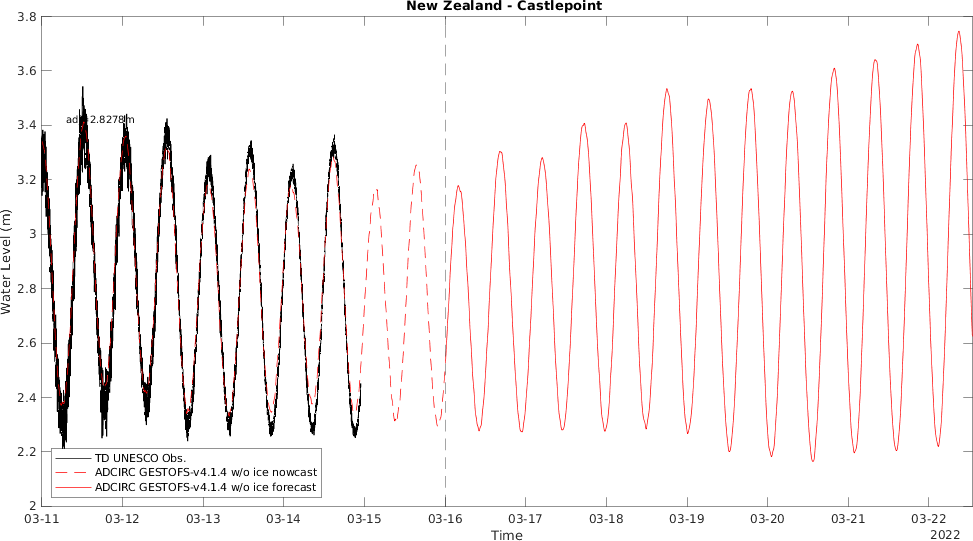 New Zealand - Castlepoint
3.8
3.6
3.4
3.2
3
2.8
2.6
2.4
2.2
2
Water Level (m)
2.8278m
TD UNESCO Obs.
ADCIRC GESTOFS-v4.1.4 w/o ice nowcast
ADCIRC GESTOFS-v4.1.4 w/o ice forecast
03-11 03-12 03-13 03-14 03-15 03-16 03-17 03-18 03-19 03-20 03-21 03-22
Time
2022